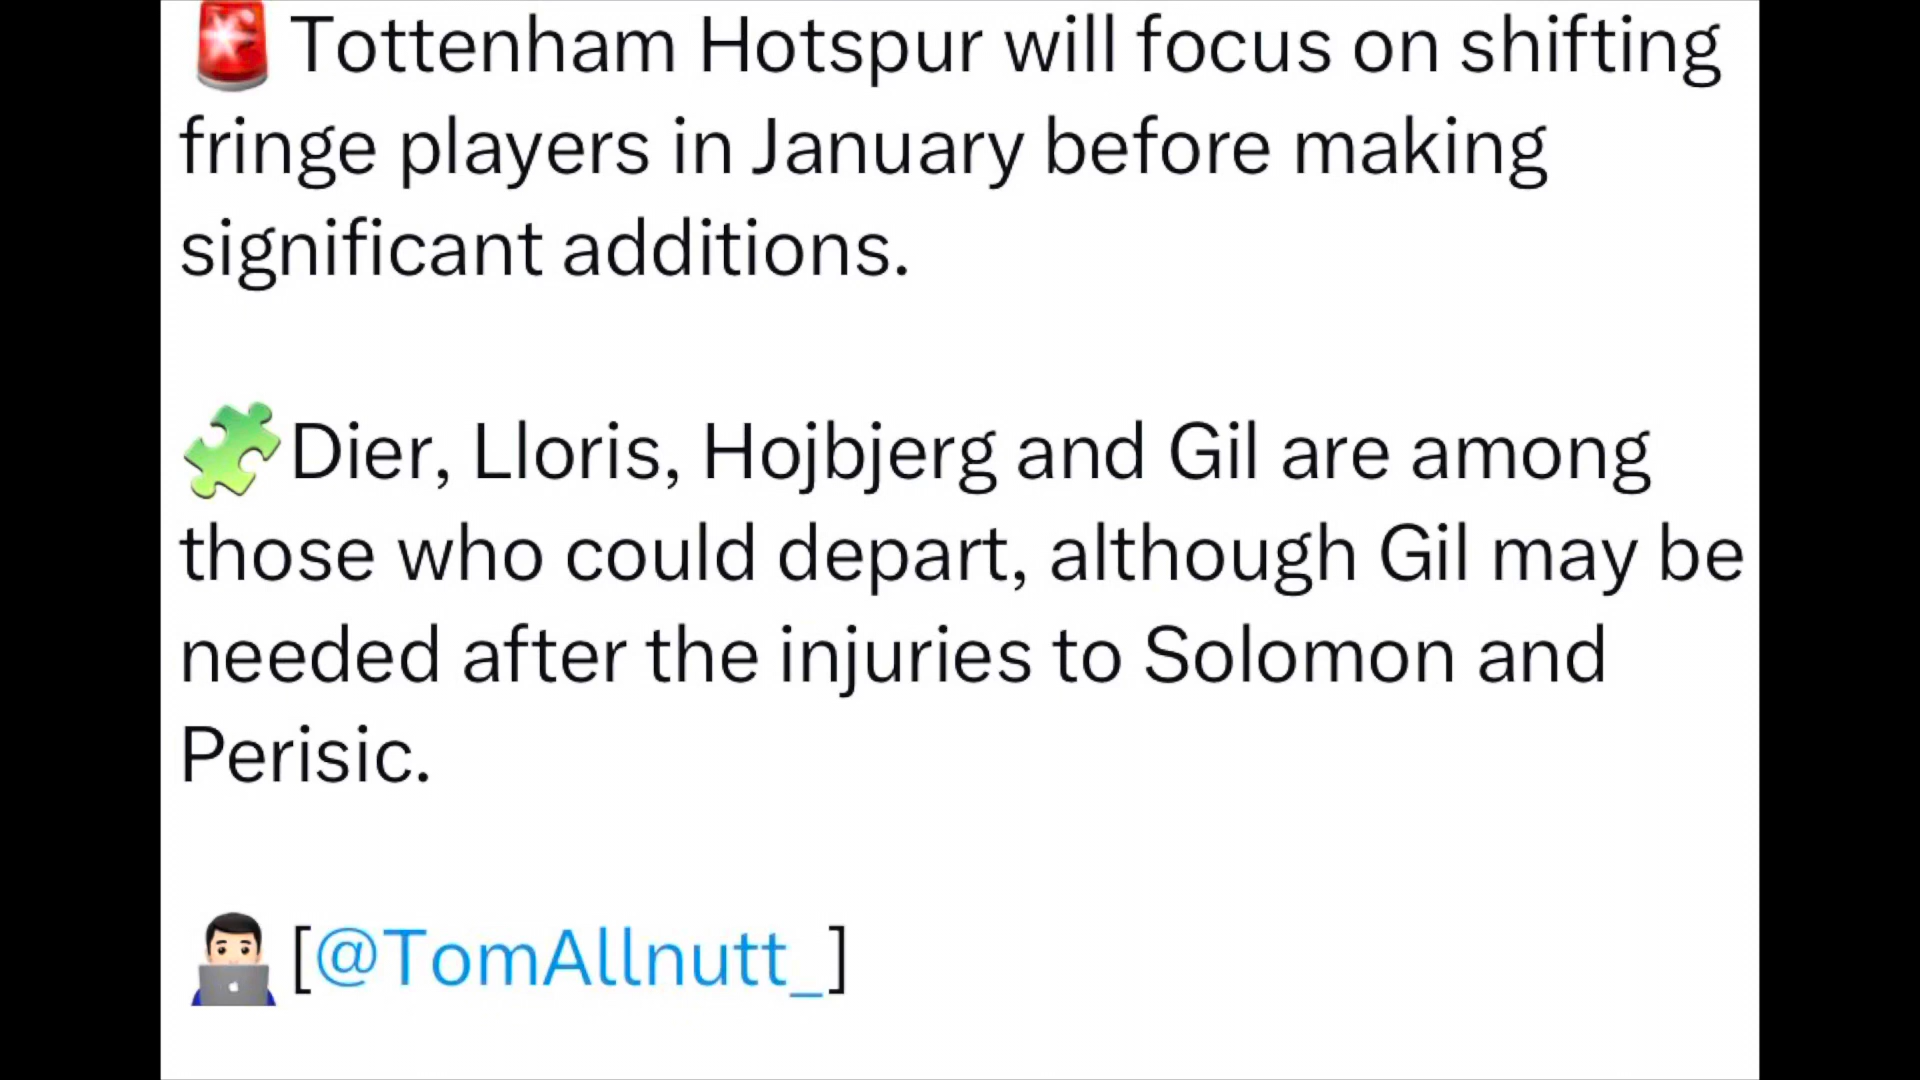 🚨Tottenham Hotspur will focus on shifting
fringe players in January before making
significant additions.
🧩Dier, Lloris, Hojbjerg and Gil are among
those who could depart, although Gil may be
needed after the injuries to Solomon and
Perisic.
👨🏻‍💻[@TomAllnutt_]